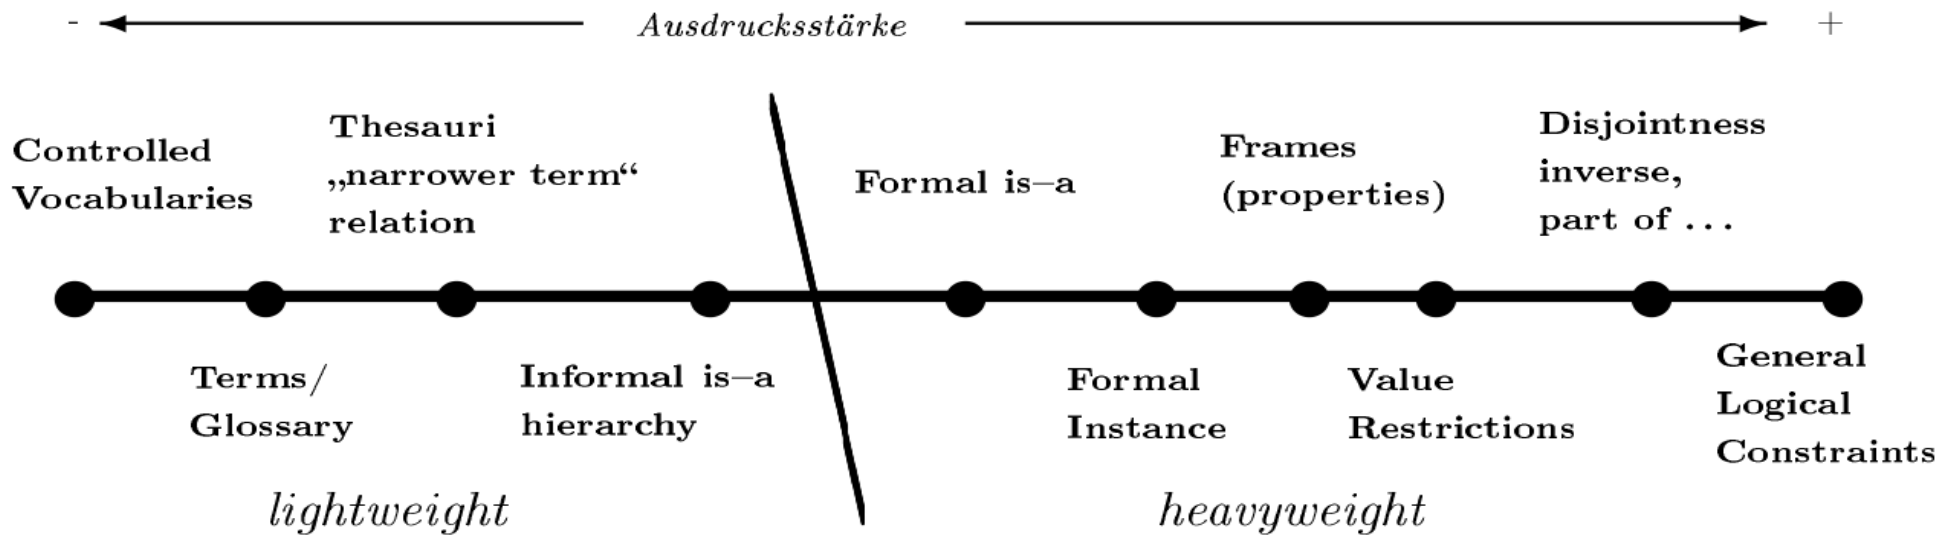 - Ausdrucksstärke +
Controlled
Vocabularies
Thesauri
„narrower term“
relation
Formal is–a
Frames
(properties)
Disjointness
inverse,
part of ...
Terms/
Glossary
Informal is–a
hierarchy
Formal
Instance
Value
Restrictions
General
Logical
Constraints
lightweight
heavyweight